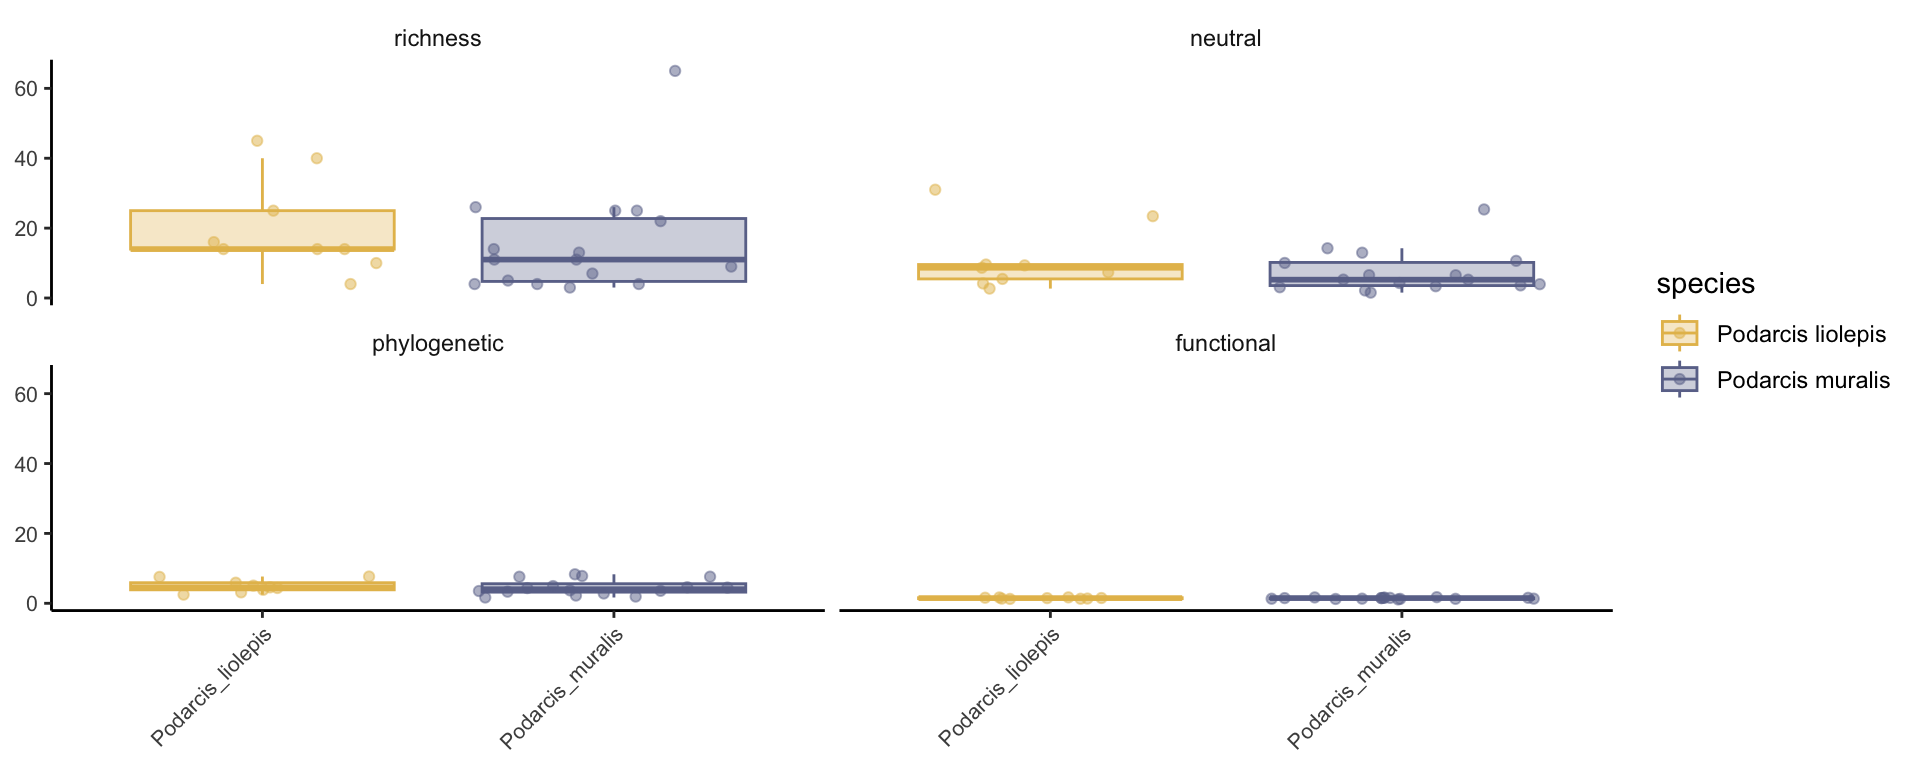 richness
neutral
60
40
20
0
phylogenetic
functional
60
40
20
0
Podarcis_liolepis
Podarcis_muralis
Podarcis_liolepis
Podarcis_muralis
species
Podarcis liolepis
Podarcis muralis